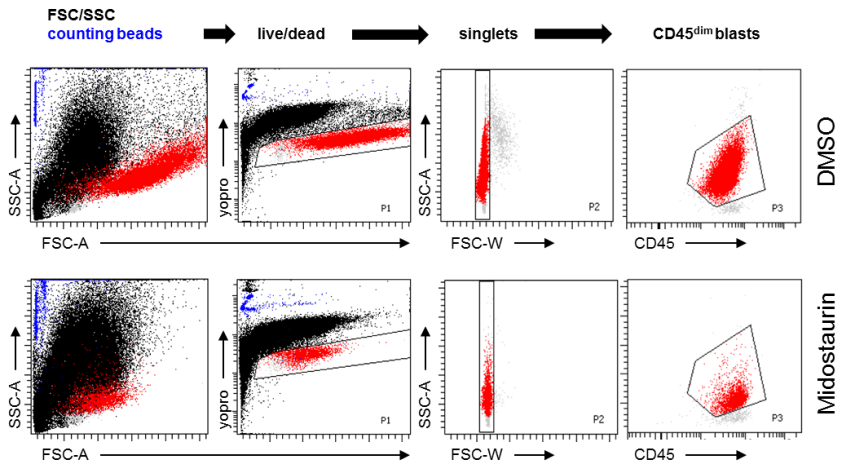 FSC/SSC
counting beads
live/dead
singlets
CD45dim blasts
SSC-A
FSC-A
yopro
P1
SSC-A
FSC-W
P2
CD45
P3
DMSO
SSC-A
FSC-A
yopro
P1
SSC-A
FSC-W
P2
CD45
P3
Midostaurin